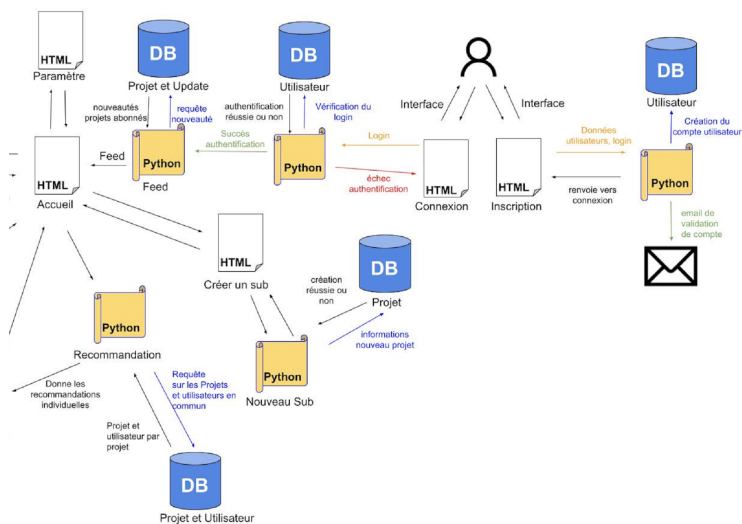 HTML
Paramètre
DB
Projet et Update
DB
Utilisateur
DB
Utilisateur
nouveautés
projets abonnés
requête
nouveauté
authentification
réussie ou non
Vérification du
login
Interface
Interface
Création du
compte utilisateur
HTML
Accueil
Feed
Python
Feed
Succès
authentification
Python
Login
échec
authentification
HTML
Connexion
HTML
Inscription
Données
utilisateurs, login
renvoie vers
connexion
Python
email de
validation
de compte
HTML
Créer un sub
DB
Projet
création
réussie ou
non
informations
nouveau projet
Python
Nouveau Sub
Python
Recommandation
Donne les
recommandations
individuelles
Requête
sur les Projets
et utilisateurs en
commun
Projet et
utilisateur par
projet
DB
Projet et Utilisateur